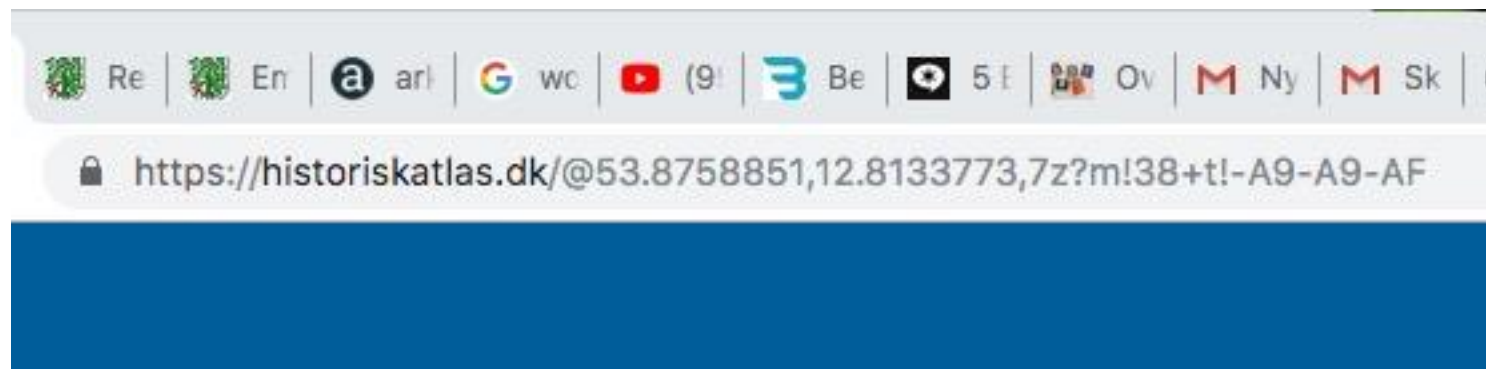 Re En arl wc (9 Be 5 E Ov Ny Sk
https://historiskatlas.dk/@53.8758851,12.8133773,7z?m!38+t!-A9-A9-AF